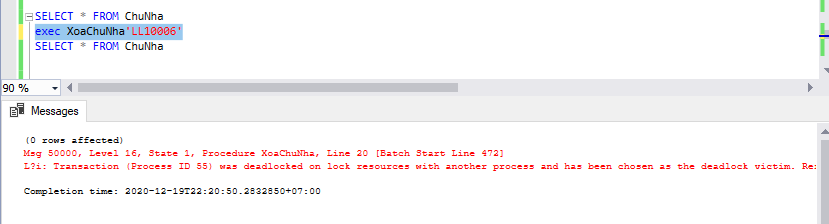 SELECT * FROM ChuNha
exec XoaChuNha'LL10006'
SELECT * FROM ChuNha
90 %
Messages
(0 rows affected)
Msg 50000, Level 16, State 1, Procedure XoaChuNha, Line 20 [Batch Start Line 472]
L?i: Transaction (Process ID 55) was deadlocked on lock resources with another process and has been chosen as the deadlock victim.
Completion time: 2020-12-19T22:20:50.2832850+07:00